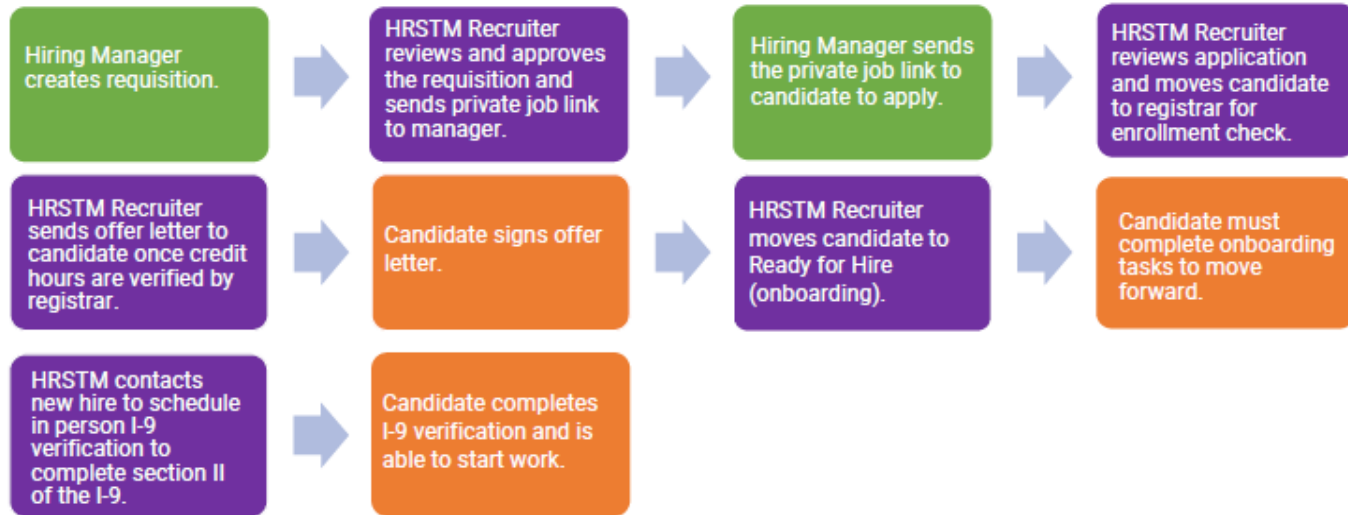 Hiring Manager
creates requisition.
HRSTM Recruiter
reviews and approves
the requisition and
sends private job link
to manager.
Hiring Manager sends
the private job link to
candidate to apply.
HRSTM Recruiter
reviews application
and moves candidate
to registrar for
enrollment check.
HRSTM Recruiter
sends offer letter to
candidate once credit
hours are verified by
registrar.
Candidate signs offer
letter.
HRSTM Recruiter
moves candidate to
Ready for Hire
(onboarding).
Candidate must
complete onboarding
tasks to move
forward.
HRSTM contacts
new hire to schedule
in person I-9
verification to
complete section II
of the I-9.
Candidate completes
I-9 verification and is
able to start work.